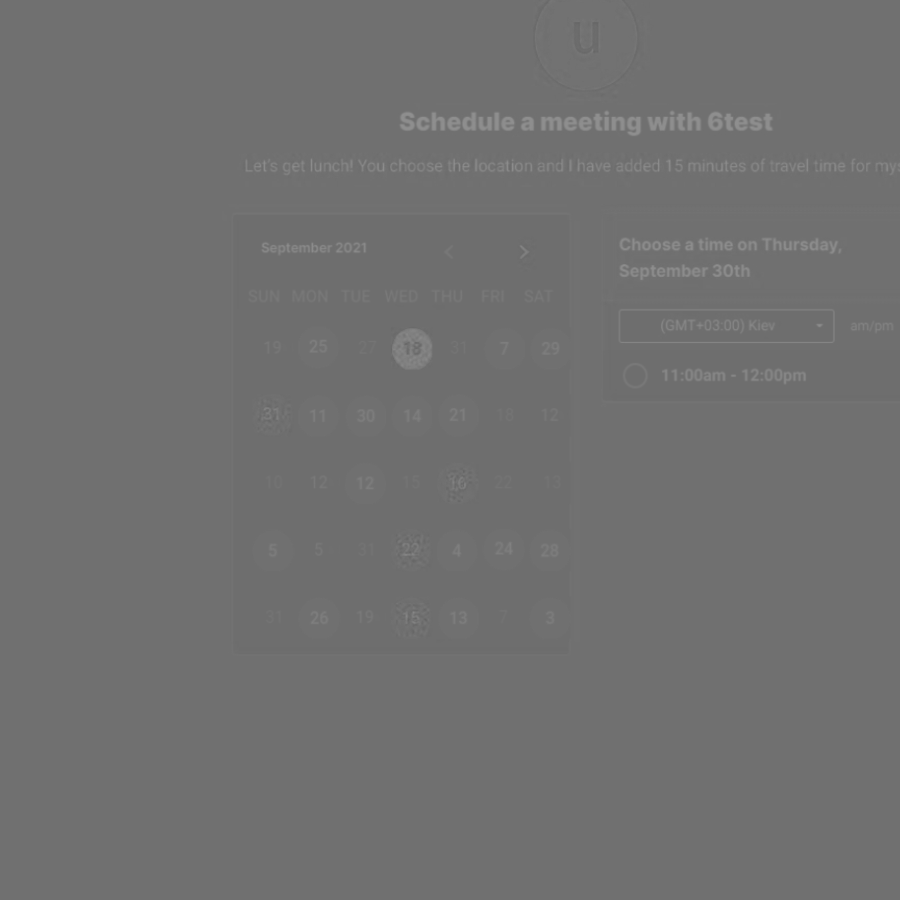 u
Schedule a meeting with 6test
Let's get lunch! You choose the location and I have added 15 minutes of travel time for mys
September 2021
SUN MON TUE WED THU FRI SAT
19 25 27 18 31 7 29
31 11 30 14 21 18 12
10 12 12 15 16 22 13
5 5 31 22 4 24 28
31 26 19 15 13 7 3
Choose a time on Thursday,
September 30th
(GMT+03:00) Kiev am/pm
11:00am - 12:00pm